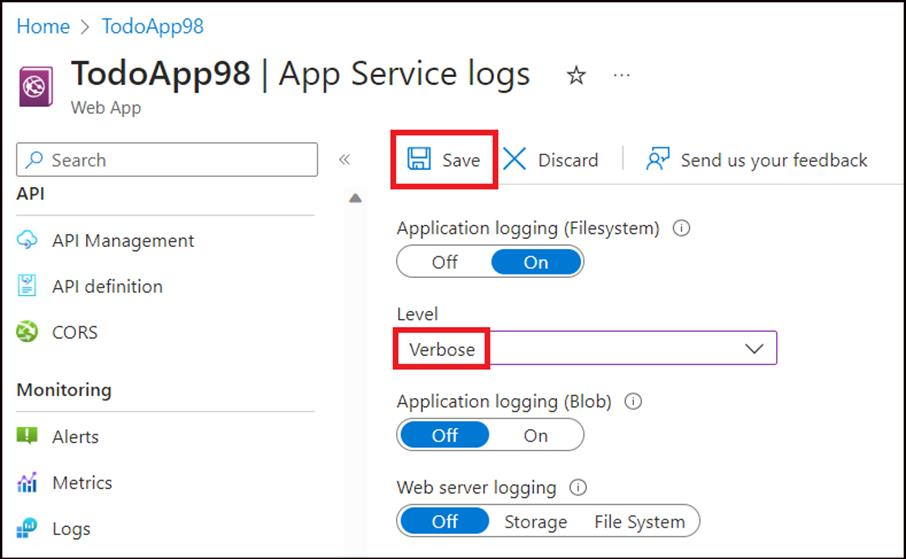 Home > TodoApp98
TodoApp98 | App Service logs
Web App
Search
API
API Management
API definition
CORS
Monitoring
Alerts
Metrics
Logs
Save Discard Send us your feedback
Application logging (Filesystem)
Off On
Level
Verbose
Application logging (Blob)
Off On
Web server logging
Off Storage File System